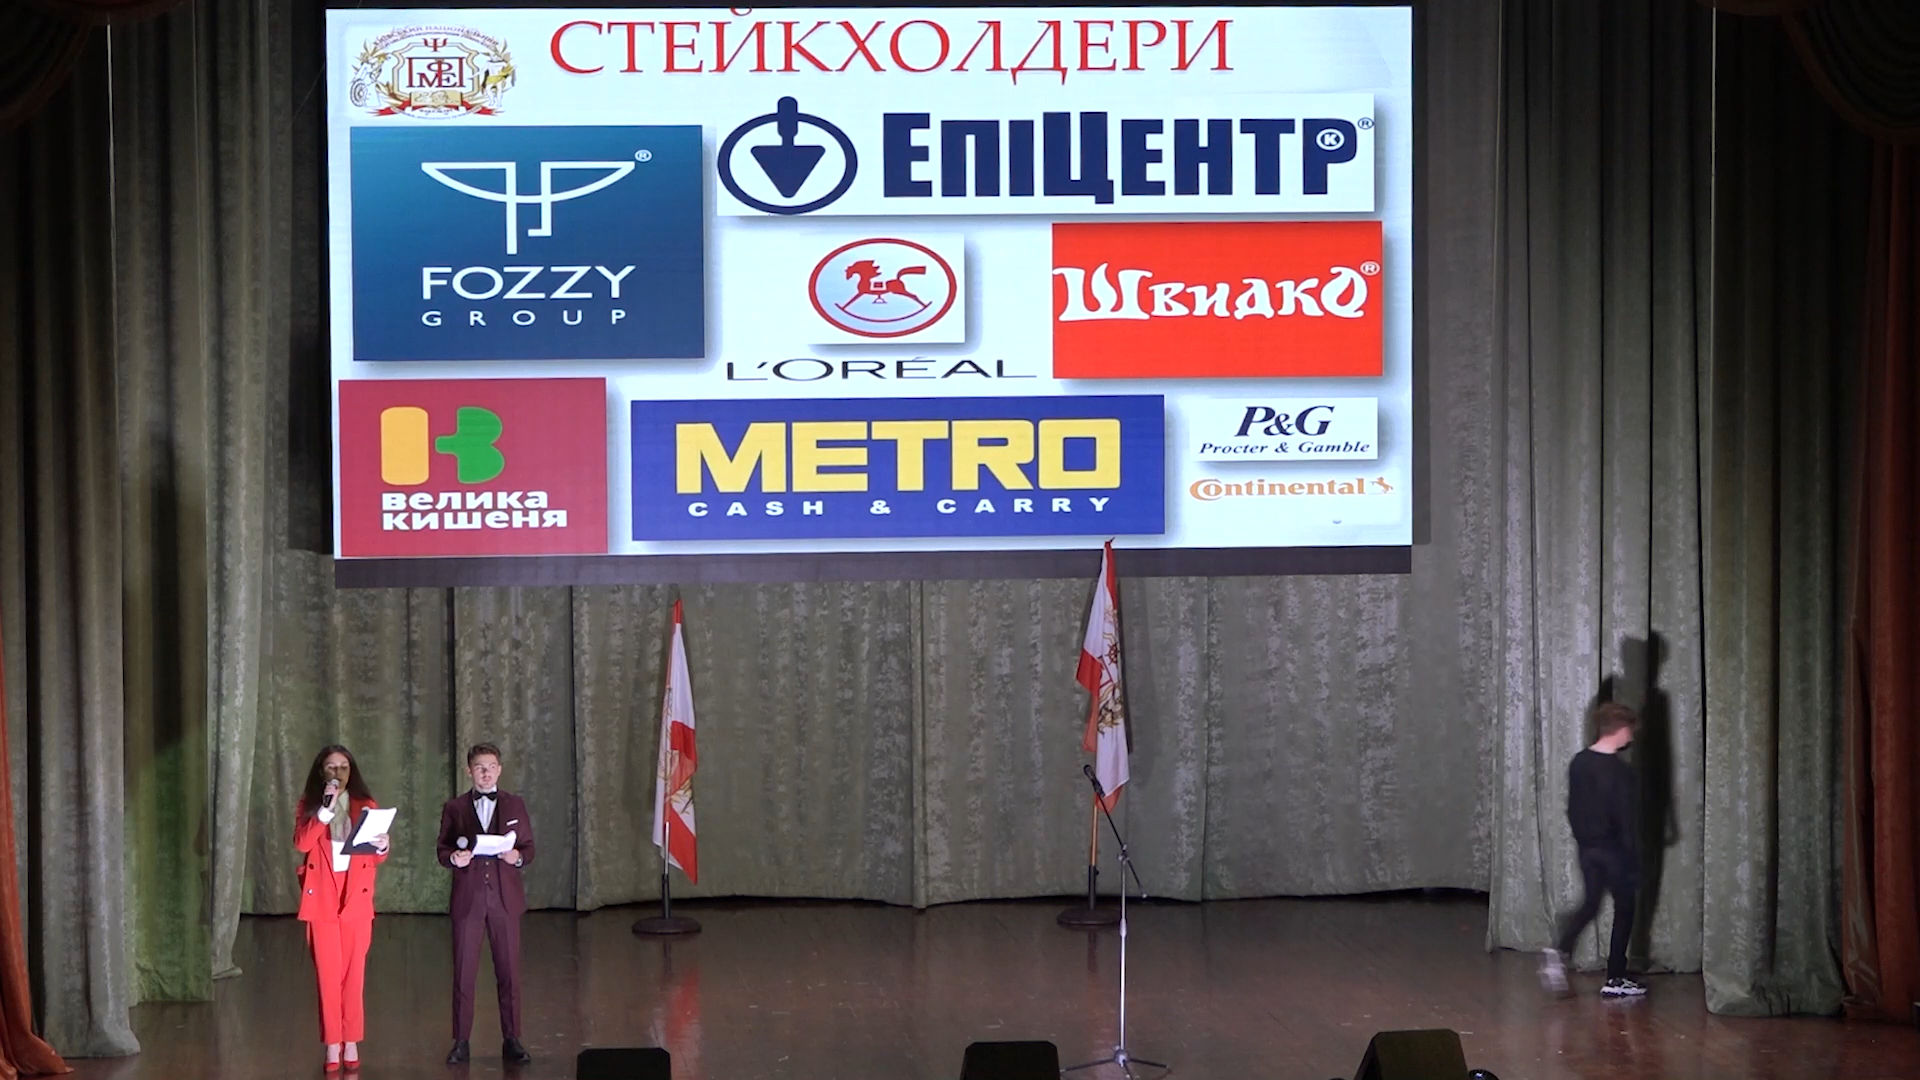 СТЕЙКХОЛДЕРИ
ЕПІЦЕНТР®
К
FOZZY®
GROUP
L'ORÉAL
Швидко®
велика
кишеня
METRO
CASH & CARRY
P&G
Procter & Gamble
Continental